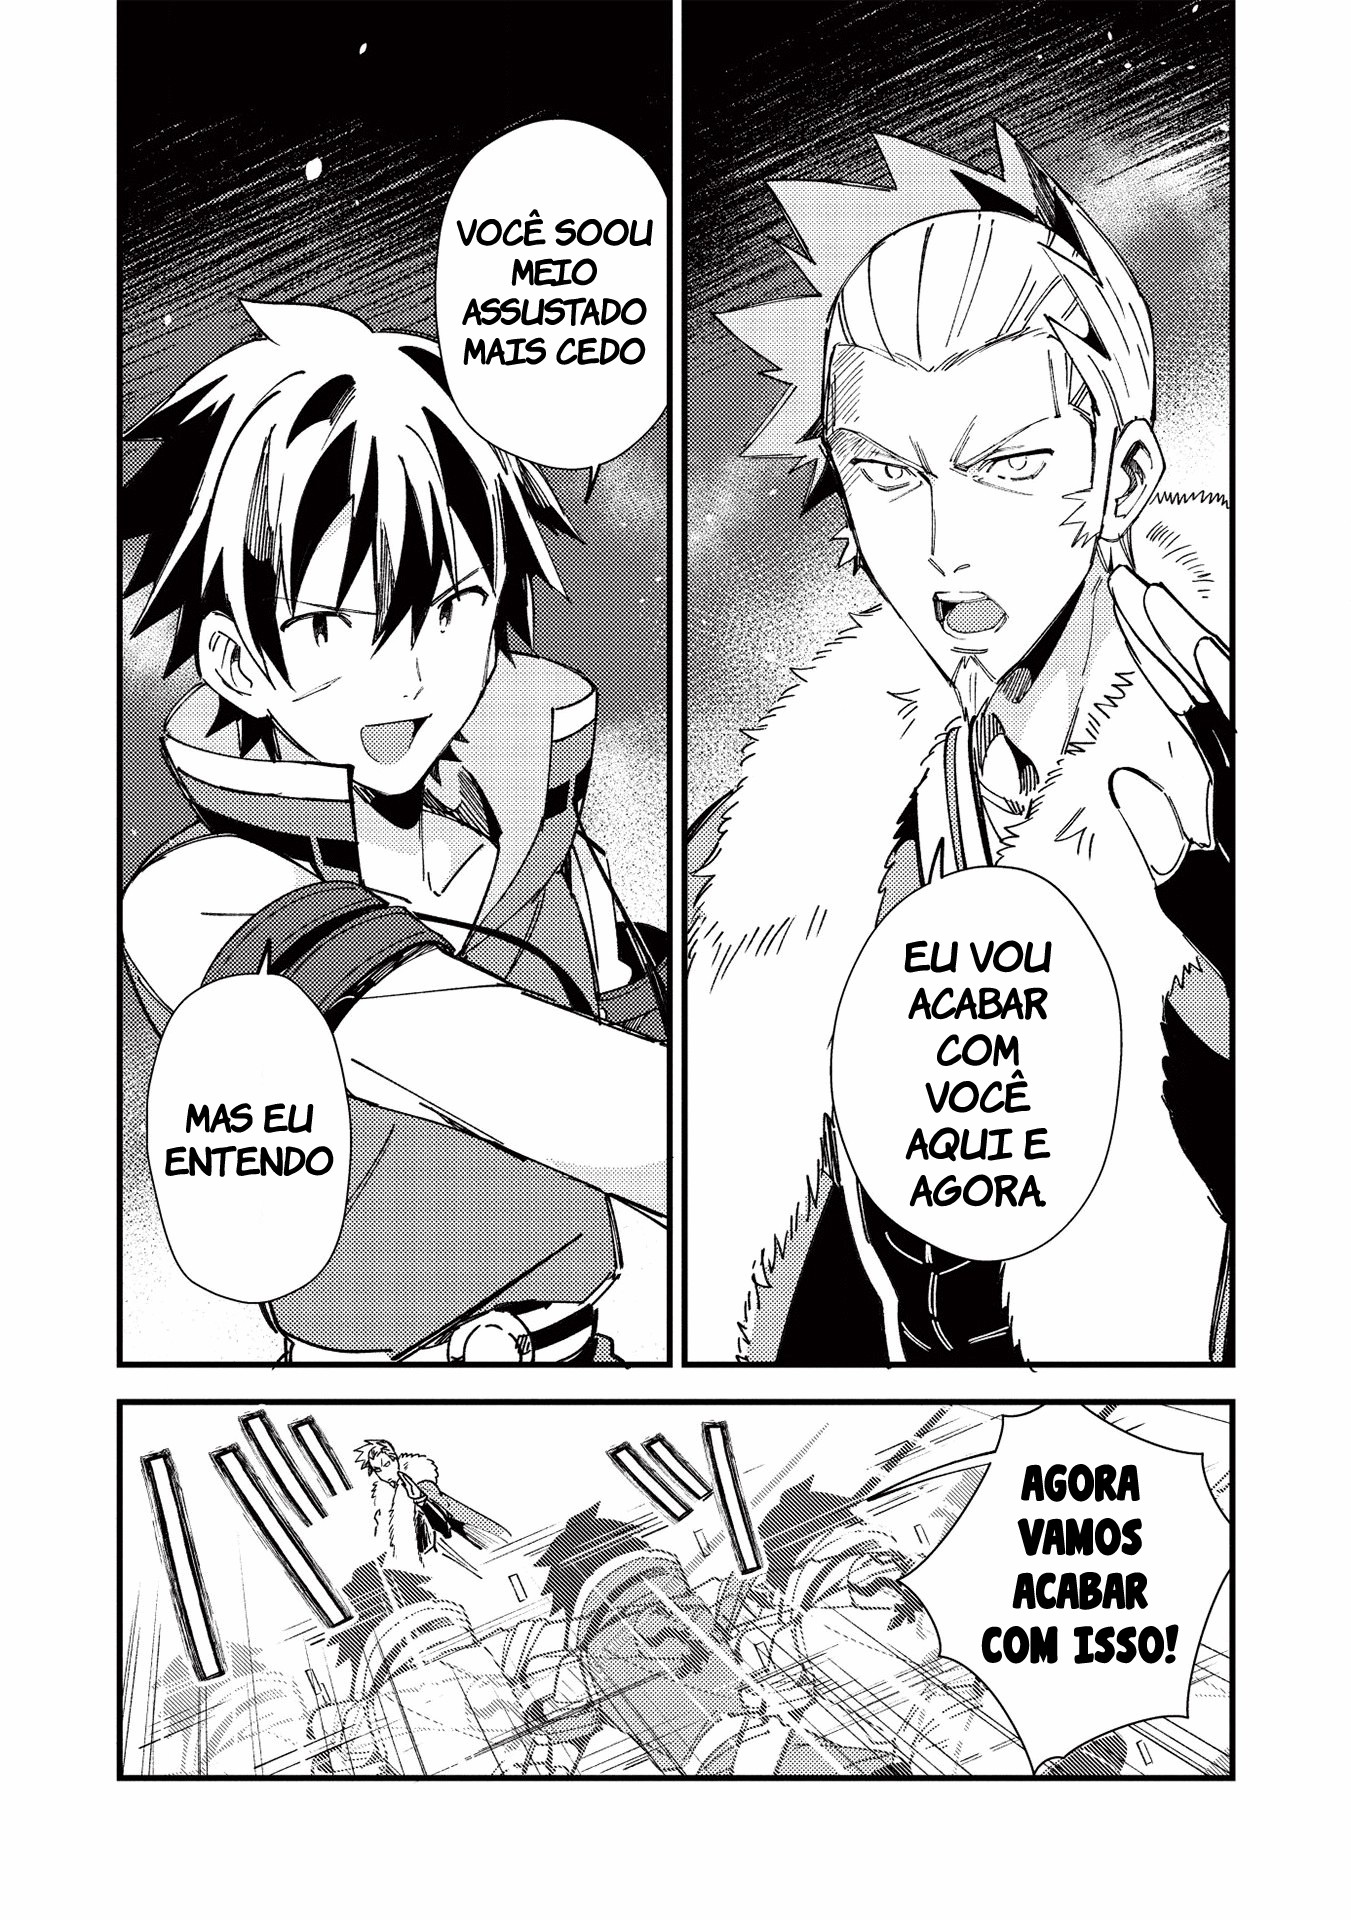 EU VOU
ACABAR
COM
VOCÊ
AQUI E
AGORA.
VOCÊ SOOU
MEIO
ASSUSTADO
MAIS CEDO
MAS EU
ENTENDO
AGORA
VAMOS
ACABAR
COM ISSO!